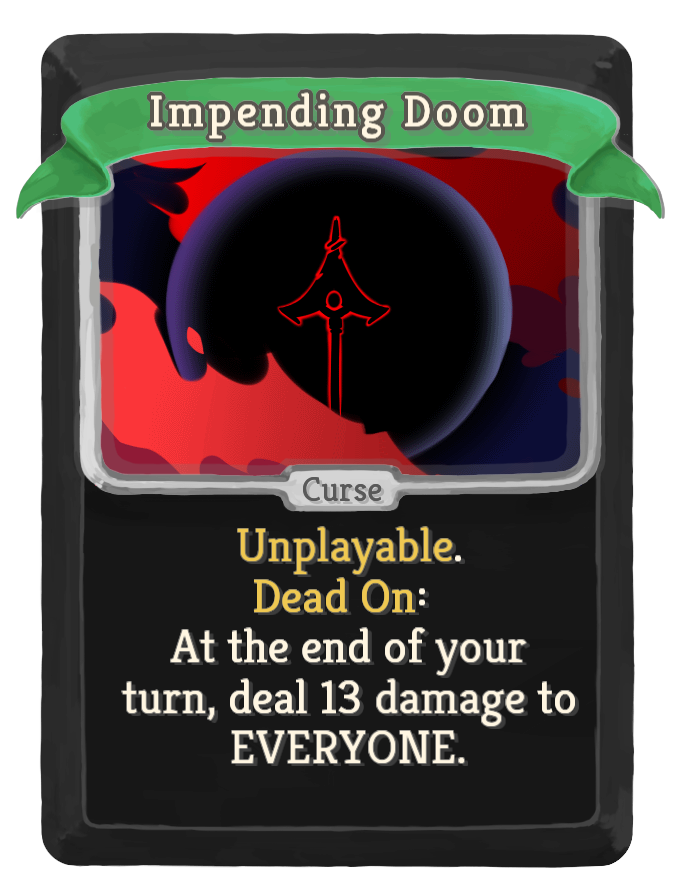 Impending Doom
Curse
Unplayable.
Dead On:
At the end of your
turn, deal 13 damage to
EVERYONE.